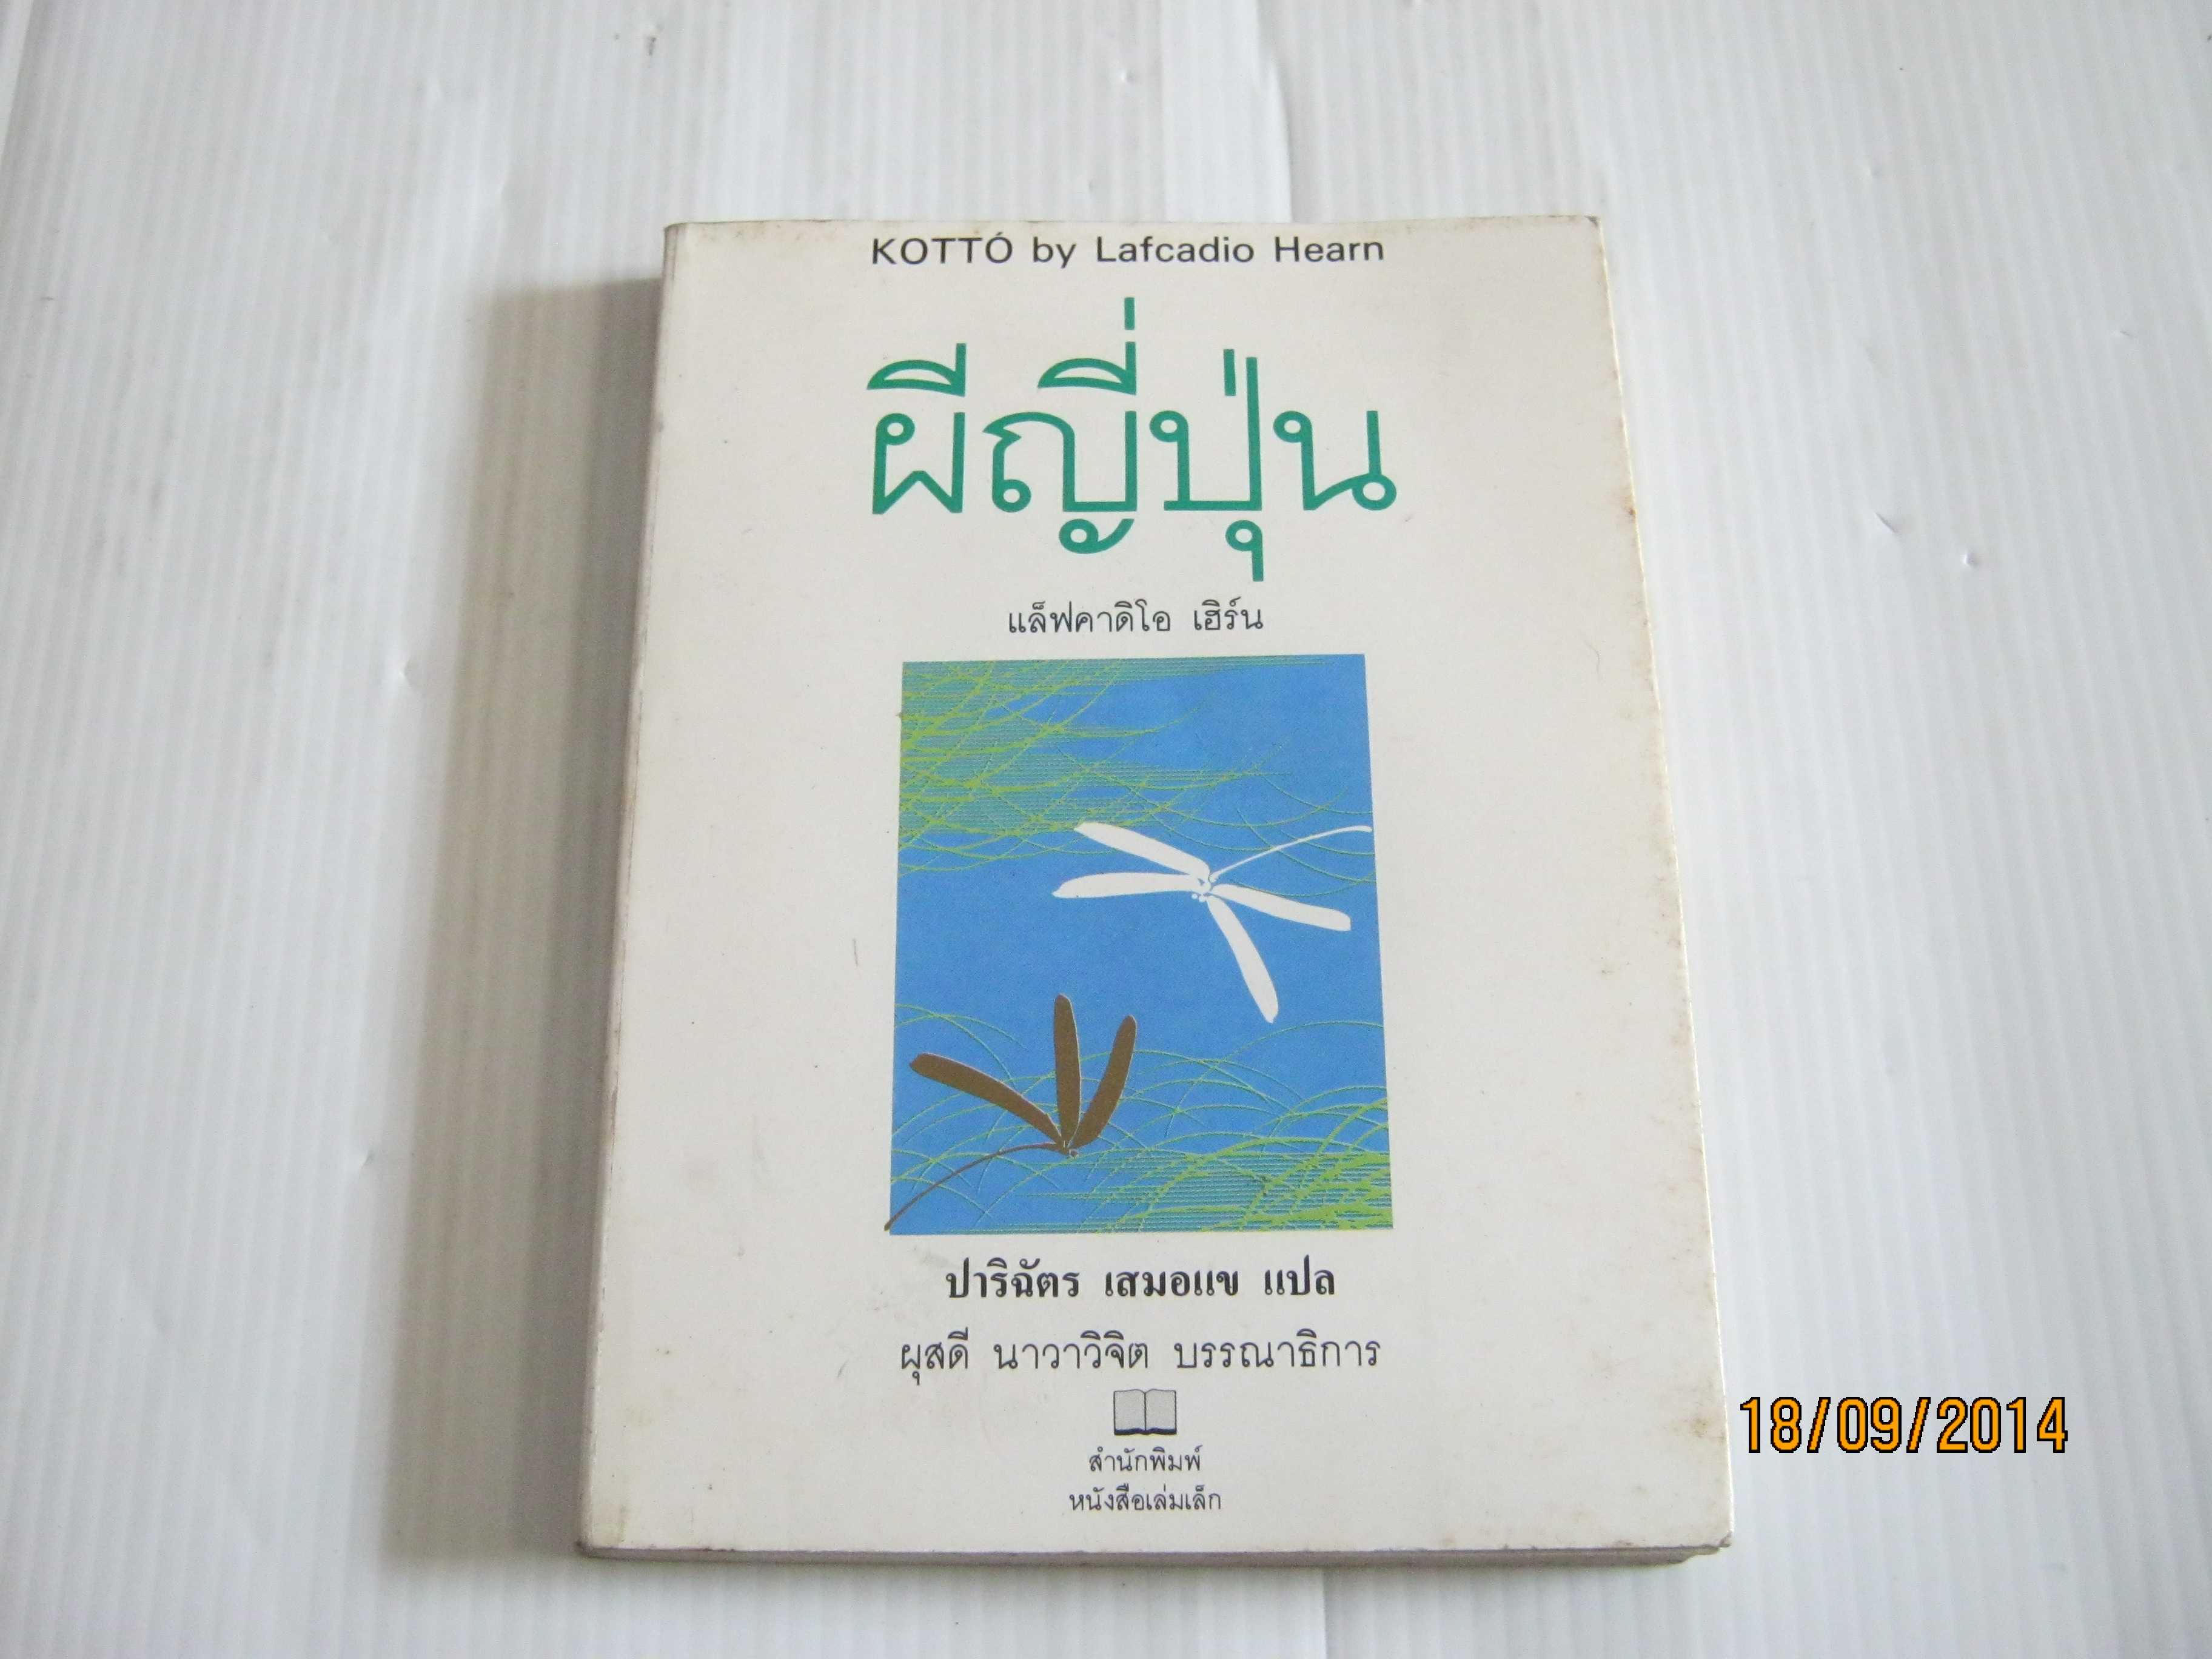 KOTTÓ by Lafcadio Hearn
ผีญี่ปุ่น
แล็ฟคาดิโอ เฮิร์น
ปาริฉัตร เสมอแข แปล
ผุสดี นาวาวิจิต บรรณาธิการ
สำนักพิมพ์
หนังสือเล่มเล็ก
18/09/2014